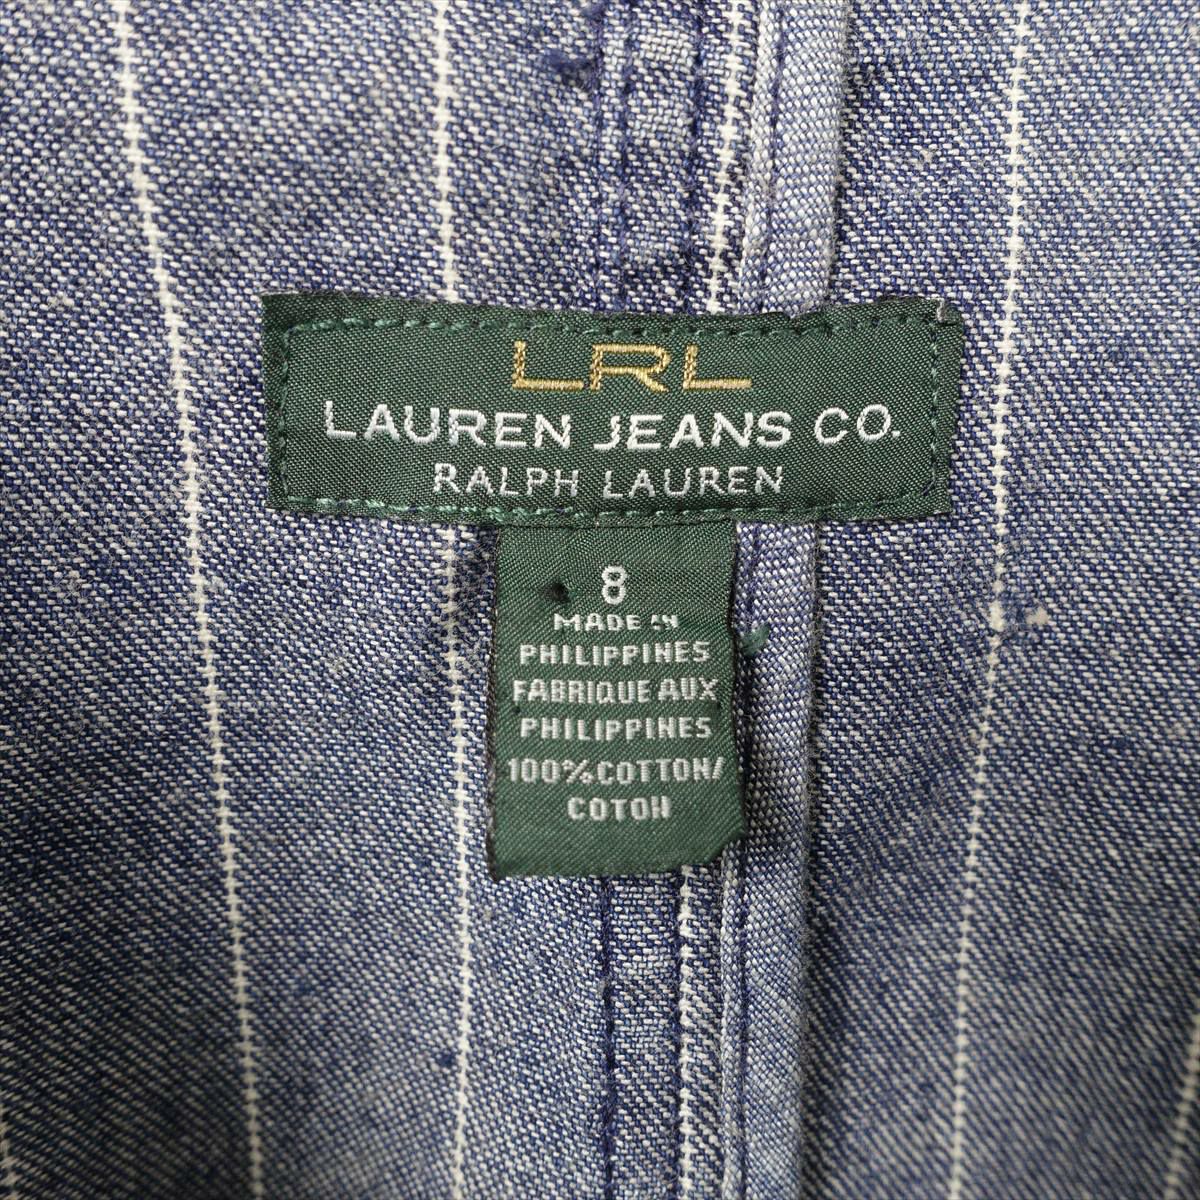 LRL
LAUREN JEANS CO.
RALPH LAUREN
8
MADE IN
PHILIPPINES
FABRIQUE AUX
PHILIPPINES
100% COTTON/
COTON